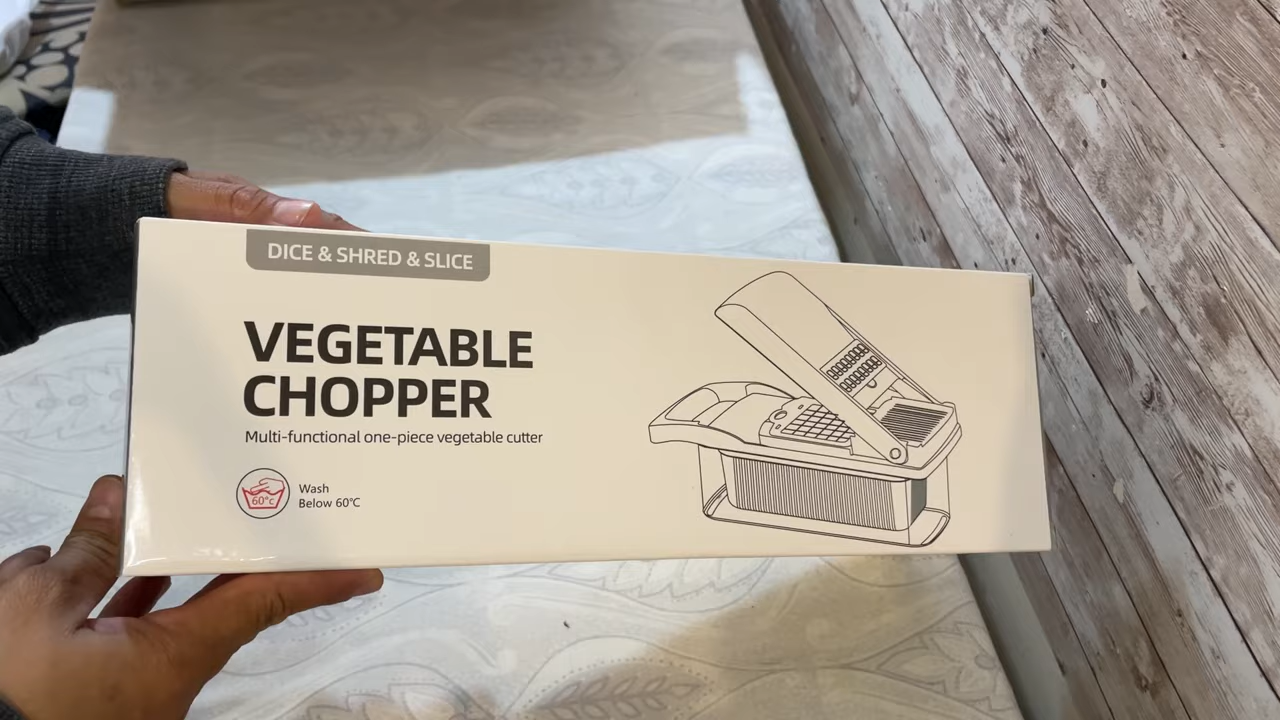 DICE & SHRED & SLICE
VEGETABLE
CHOPPER
Multi-functional one-piece vegetable cutter
60°c
Wash
Below 60℃